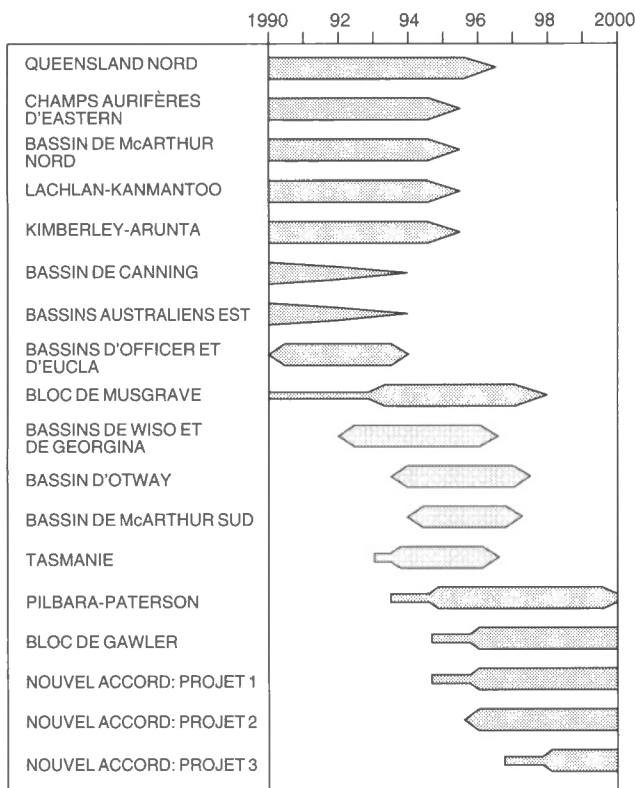 1990 92 94 96 98 2000
QUEENSLAND NORD
CHAMPS AURIFÈRES
D'EASTERN
BASSIN DE McARTHUR
NORD
LACHLAN-KANMANTOO
KIMBERLEY-ARUNTA
BASSIN DE CANNING
BASSINS AUSTRALIENS EST
BASSINS D'OFFICER ET
D'EUCLA
BLOC DE MUSGRAVE
BASSINS DE WISO ET
DE GEORGINA
BASSIN D'OTWAY
BASSIN DE McARTHUR SUD
TASMANIE
PILBARA-PATERSON
BLOC DE GAWLER
NOUVEL ACCORD: PROJET 1
NOUVEL ACCORD: PROJET 2
NOUVEL ACCORD: PROJET 3